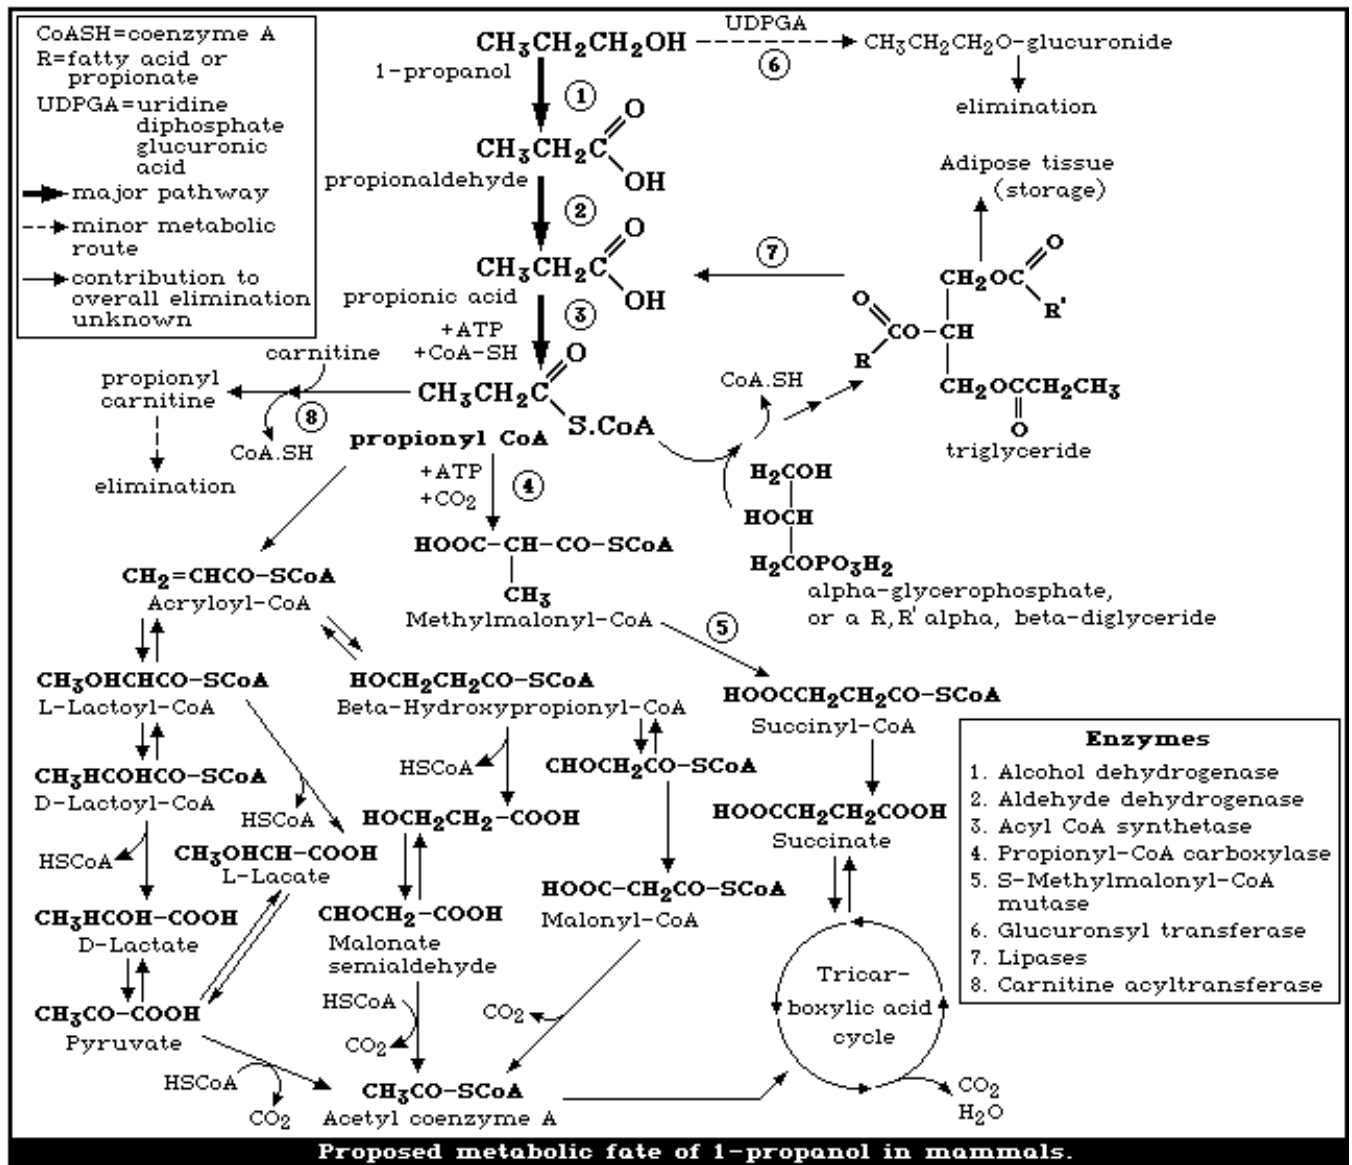 CoASH=coenzyme A
R=fatty acid or
propionate
UDPGA=uridine
diphosphate
glucuronic
acid
major pathway
minor metabolic
route
contribution to
overall elimination
unknown
CH3CH2CH2OH
1-propanol
UDPGA
6
CH3CH2CH2O-glucuronide
elimination
1
O
CH3CH2C
OH
propionaldehyde
2
O
CH3CH2C
OH
propionic acid
3
+ATP
+CoA-SH
7
Adipose tissue
(storage)
O
CH2OC
R'
O
CO-CH
R
CH2OCCH2CH3
O
triglyceride
carnitine
propionyl
carnitine
8
CoA.SH
elimination
O
CH3CH2C
S.CoA
propionyl CoA
CoA.SH
H2COH
HOCH
H2COPO3H2
alpha-glycerophosphate,
or a R,R' alpha, beta-diglyceride
+ATP
+CO2
4
HOOC-CH-CO-SCoA
CH3
Methylmalonyl-CoA
5
CH2=CHCO-SCoA
Acryloyl-CoA
CH3OHCHCO-SCoA
L-Lactoyl-CoA
HOCH2CH2CO-SCoA
Beta-Hydroxypropionyl-CoA
HOOCCH2CH2CO-SCoA
Succinyl-CoA
CH3HCOHCO-SCoA
D-Lactoyl-CoA
HSCoA
HSCoA
CHOCH2CO-SCoA
HOCH2CH2-COOH
HOOCCH2CH2COOH
Succinate
HSCoA
CH3OHCH-COOH
L-Lacate
HOOC-CH2CO-SCoA
Malonyl-CoA
CH3HCOH-COOH
D-Lactate
CHOCH2-COOH
Malonate
semialdehyde
CH3CO-COOH
Pyruvate
HSCoA
CO2
HSCoA
CO2
CO2
CH3CO-SCoA
Acetyl coenzyme A
Tricar-
boxylic acid
cycle
CO2
H2O
Enzymes
1. Alcohol dehydrogenase
2. Aldehyde dehydrogenase
3. Acyl CoA synthetase
4. Propionyl-CoA carboxylase
5. S-Methylmalonyl-CoA
mutase
6. Glucuronsyl transferase
7. Lipases
8. Carnitine acyltransferase
Proposed metabolic fate of 1-propanol in mammals.